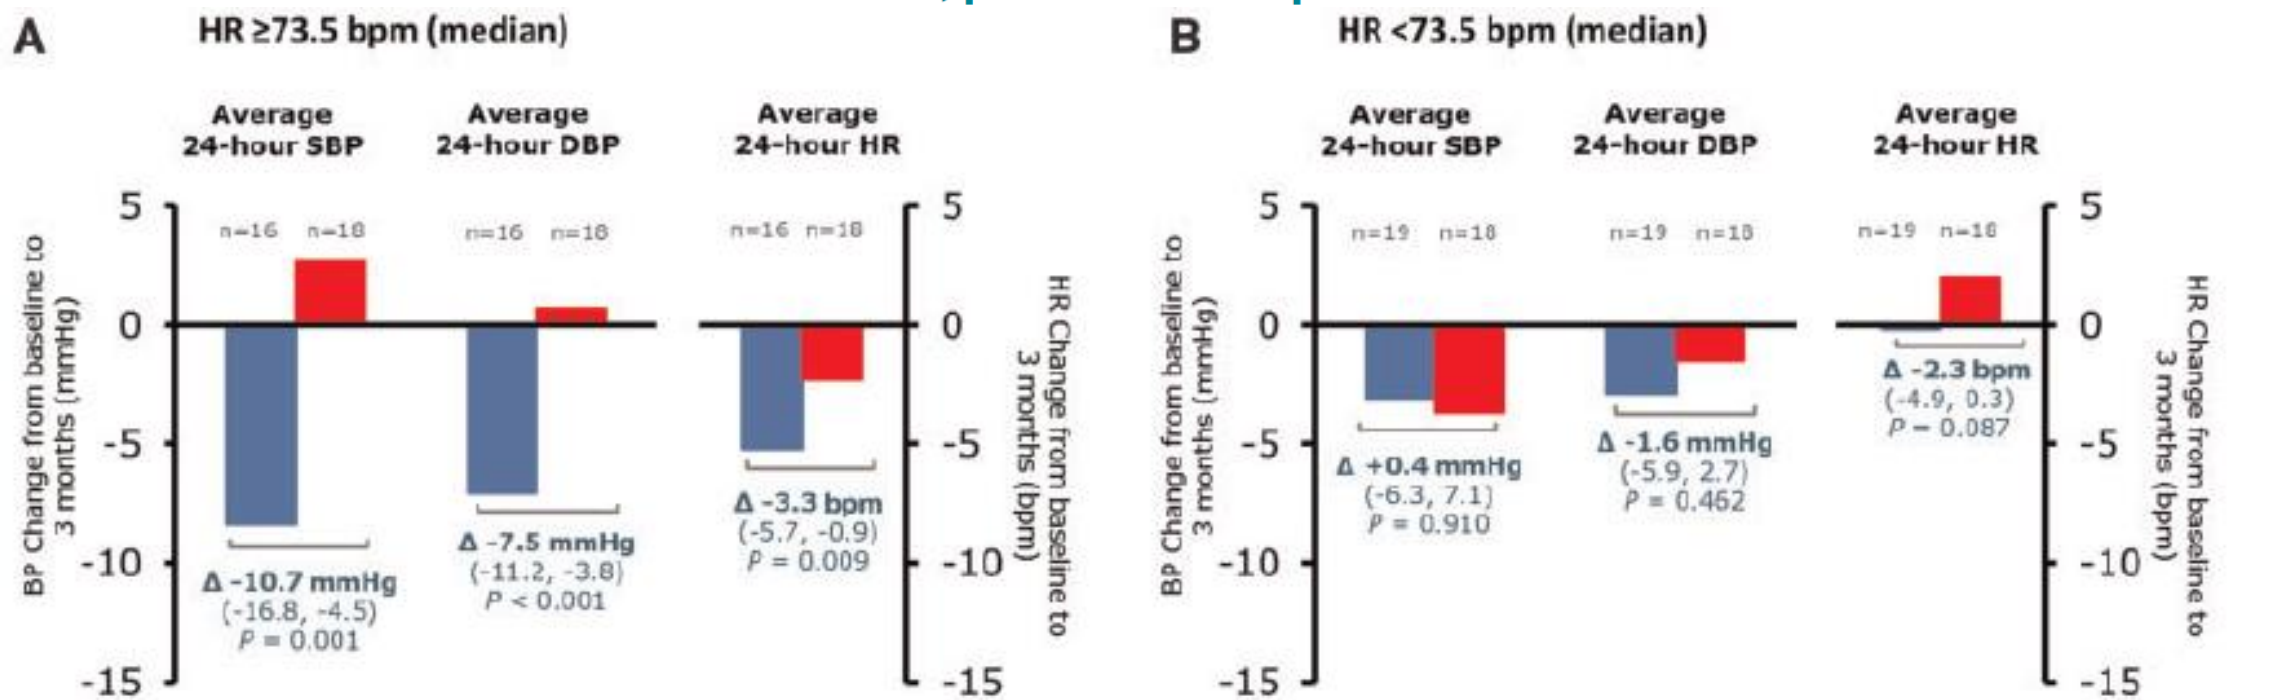 A
HR ≥73.5 bpm (median)
Average
24-hour SBP
Average
24-hour DBP
Average
24-hour HR
BP Change from baseline to
3 months (mmHg)
5
0
-5
-10
-15
n=16 n=18
n=16 n=18
n=16 n=18
Δ -10.7 mmHg
(-16.8, -4.5)
P = 0.001
Δ -7.5 mmHg
(-11.2, -3.8)
P < 0.001
Δ -3.3 bpm
(-5.7, -0.9)
P = 0.009
5
0
-5
-10
-15
HR Change from baseline to
3 months (bpm)
B
HR <73.5 bpm (median)
Average
24-hour SBP
Average
24-hour DBP
Average
24-hour HR
BP Change from baseline to
3 months (mmHg)
5
0
-5
-10
-15
n=19 n=18
n=19 n=18
n=19 n=18
Δ +0.4 mmHg
(-6.3, 7.1)
P = 0.910
Δ -1.6 mmHg
(-5.9, 2.7)
P = 0.462
Δ -2.3 bpm
(-4.9, 0.3)
P = 0.087
5
0
-5
-10
-15
HR Change from baseline to
3 months (bpm)